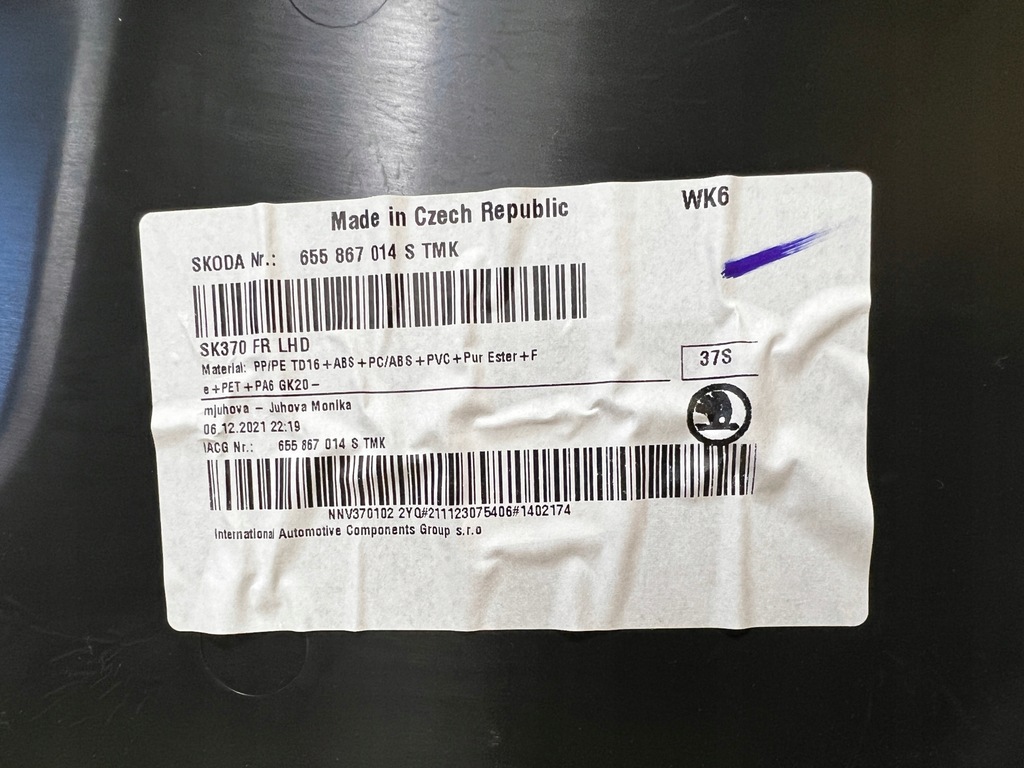 Made in Czech Republic
WK6
SKODA Nr.: 655 867 014 S TMK
SK370 FR LHD
Material: PP/PE TD16+ABS+PC/ABS+PVC+Pur Ester+F
e+PET+PA6 GK20-
37S
mjuhova - Juhova Monika
06.12.2021 22:19
IACG Nr.: 655 867 014 S TMK
NNV370102 2YQ#211123075406#1402174
International Automotive Components Group s.r.o